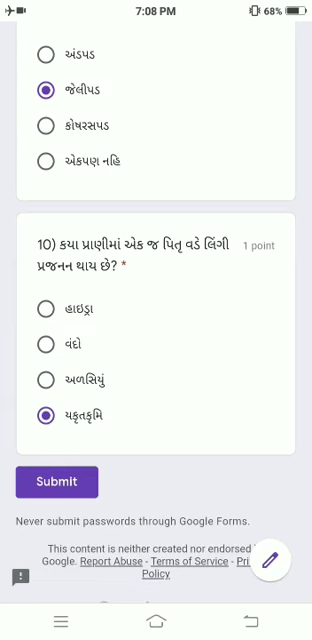 7:08 PM
68%
અંડપડ
જેલીપડ
કોષરસપડ
એકપણ નહિ
10) કયા પ્રાણીમાં એક જ પિતૃ વડે લિંગી
1 point
પ્રજનન થાય છે? *
હાઇડ્રા
વંદો
અળસિયું
યકૃતકૃમિ
Submit
Never submit passwords through Google Forms.
This content is neither created nor endorsed
Google. Report Abuse - Terms of Service - Pri
Policy